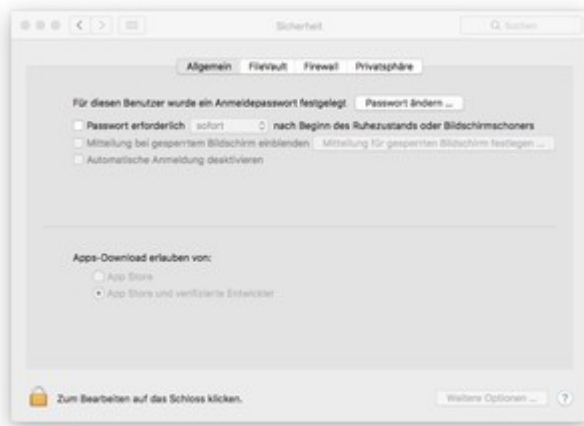 Sicherheit
Suchen
Allgemein FileVault Firewall Privatsphäre
Für diesen Benutzer wurde ein Anmeldepasswort festgelegt Passwort ändern ...
Passwort erforderlich sofort nach Beginn des Ruhezustands oder Bildschirmschoners
Mitteilung bei gesperrtem Bildschirm einblenden Mitteilung für gesperrten Bildschirm festlegen ...
Automatische Anmeldung deaktivieren
Apps-Download erlauben von:
App Store
App Store und verifizierte Entwickler
Zum Bearbeiten auf das Schloss klicken.
Weitere Optionen ... ?